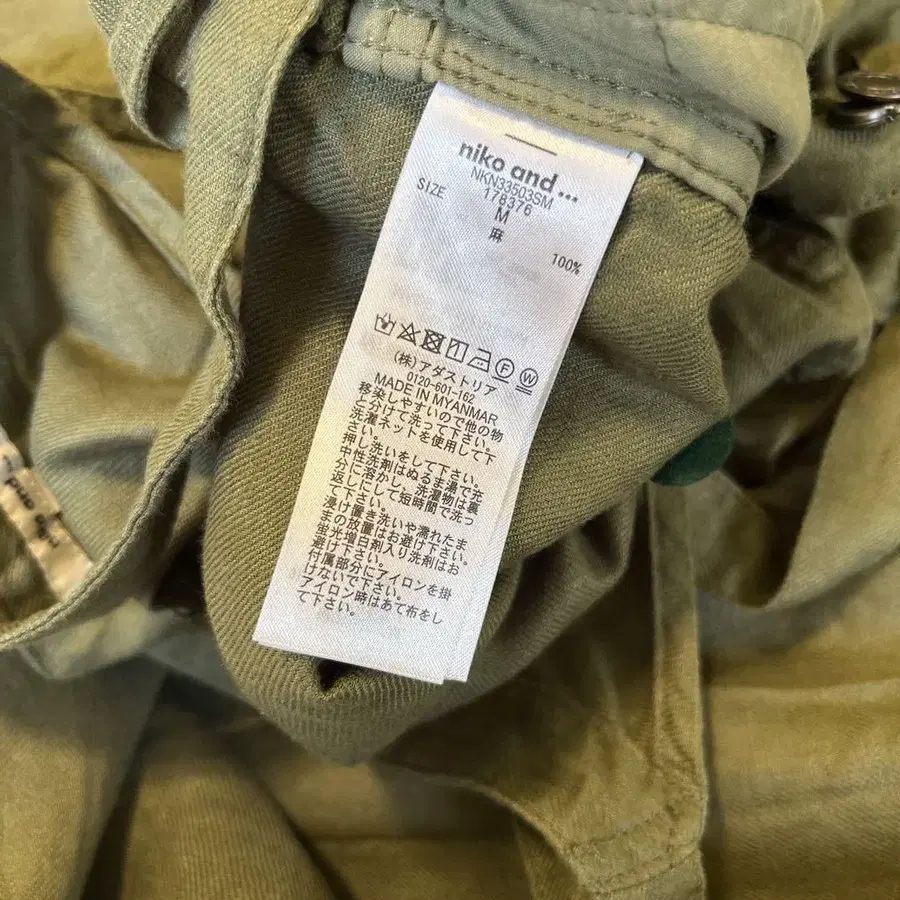 niko and ...
NKN33503SM
178376
SIZE M
麻 100%
(株)アダストリア
0120-601-162
MADE IN MYANMAR
移染しやすいので他の物
と分けて洗って下さい。
洗濯ネットを使用して下
さい。
押し洗いをして下さい。
中性洗剤はぬるま湯で充
分に溶かし、洗濯物は裏
返しにして短時間で洗っ
て下さい。
浸け置き洗いや濡れたま
まの放置はお避け下さい。
蛍光増白剤入り洗剤はお
避け下さい。
付属部分にアイロンを掛
けないで下さい。
アイロン時はあて布をし
て下さい。
F
W